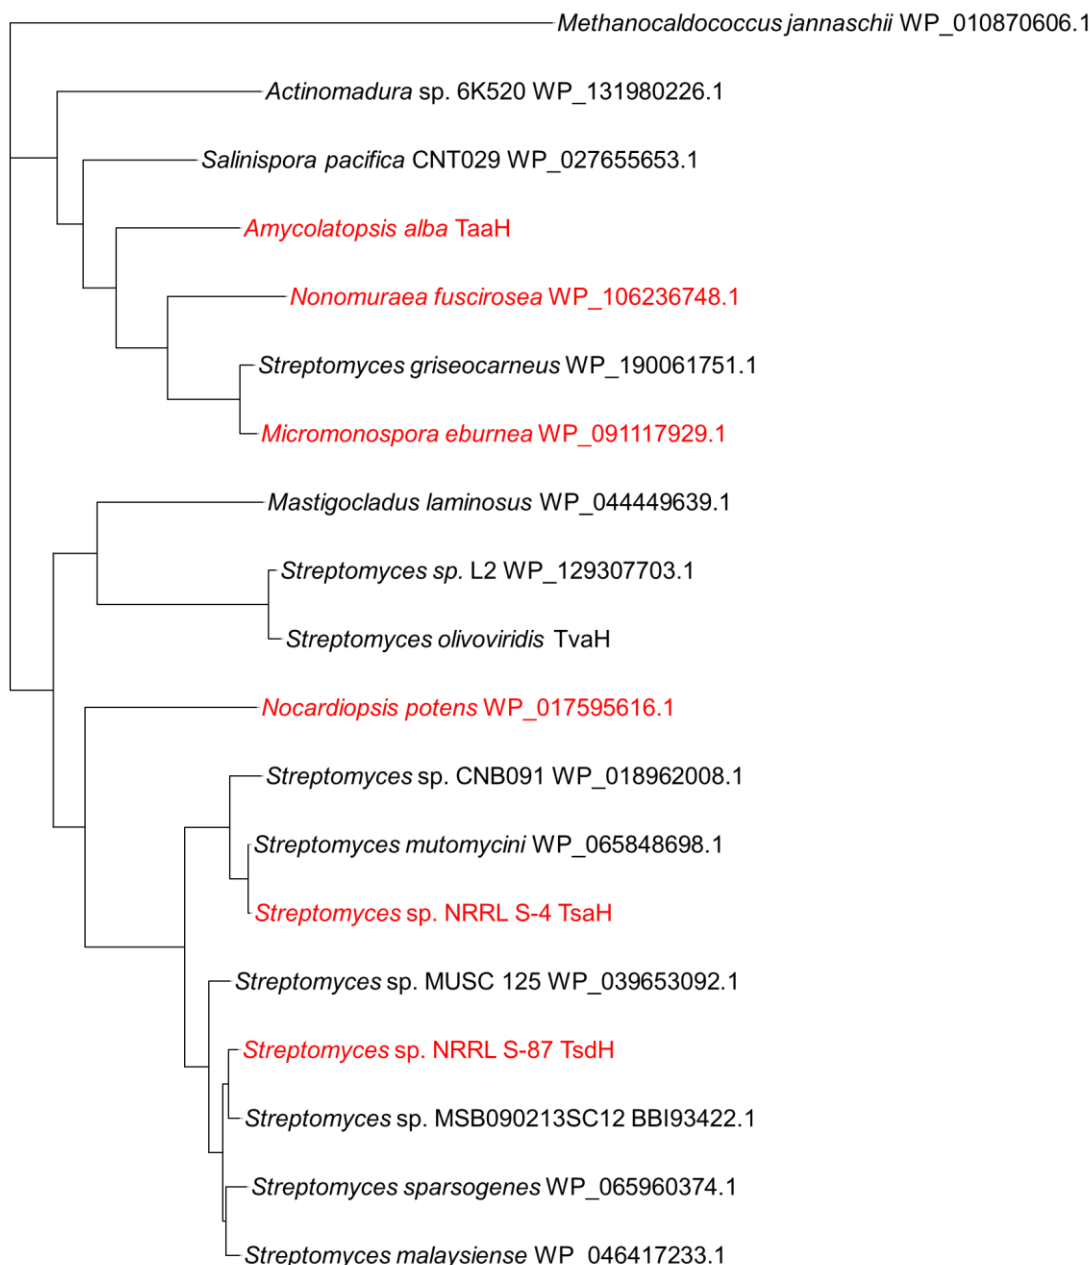 Methanocaldococcus jannaschii WP_010870606.1
Actinomadura sp. 6K520 WP_131980226.1
Salinispora pacifica CNT029 WP_027655653.1
Amycolatopsis alba TaaH
Nonomuraea fuscirosea WP_106236748.1
Streptomyces griseocarneus WP_190061751.1
Micromonospora eburnea WP_091117929.1
Mastigocladus laminosus WP_044449639.1
Streptomyces sp. L2 WP_129307703.1
Streptomyces olivoviridis TvaH
Nocardiopsis potens WP_017595616.1
Streptomyces sp. CNB091 WP_018962008.1
Streptomyces mutomycini WP_065848698.1
Streptomyces sp. NRRL S-4 TsaH
Streptomyces sp. MUSC 125 WP_039653092.1
Streptomyces sp. NRRL S-87 TsdH
Streptomyces sp. MSB090213SC12 BBI93422.1
Streptomyces sparsogenes WP_065960374.1
Streptomyces malaysiense WP_046417233.1